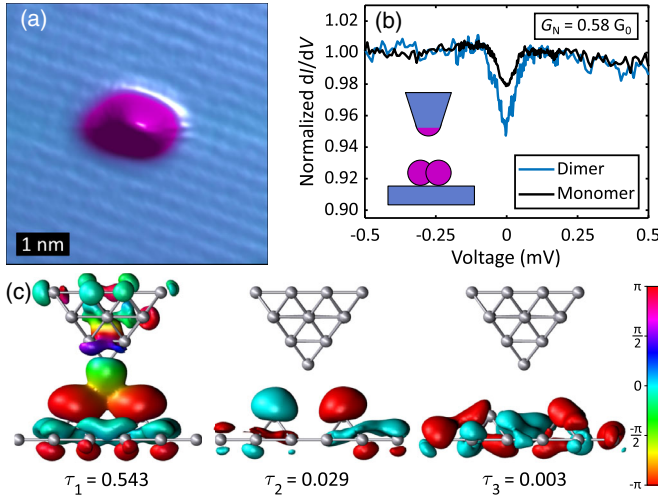 (a)
1 nm
(b)
G_N = 0.58 G_0
Normalized dI/dV
1.02
1.00
0.98
0.96
0.94
0.92
0.90
Dimer
Monomer
-0.5 -0.25 0 0.25 0.5
Voltage (mV)
(c)
π
π/2
0
-π/2
-π
τ_1 = 0.543
τ_2 = 0.029
τ_3 = 0.003